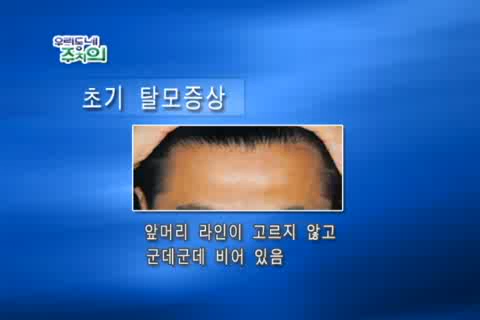 우리동네
주치의
초기 탈모증상
앞머리 라인이 고르지 않고
군데군데 비어 있음